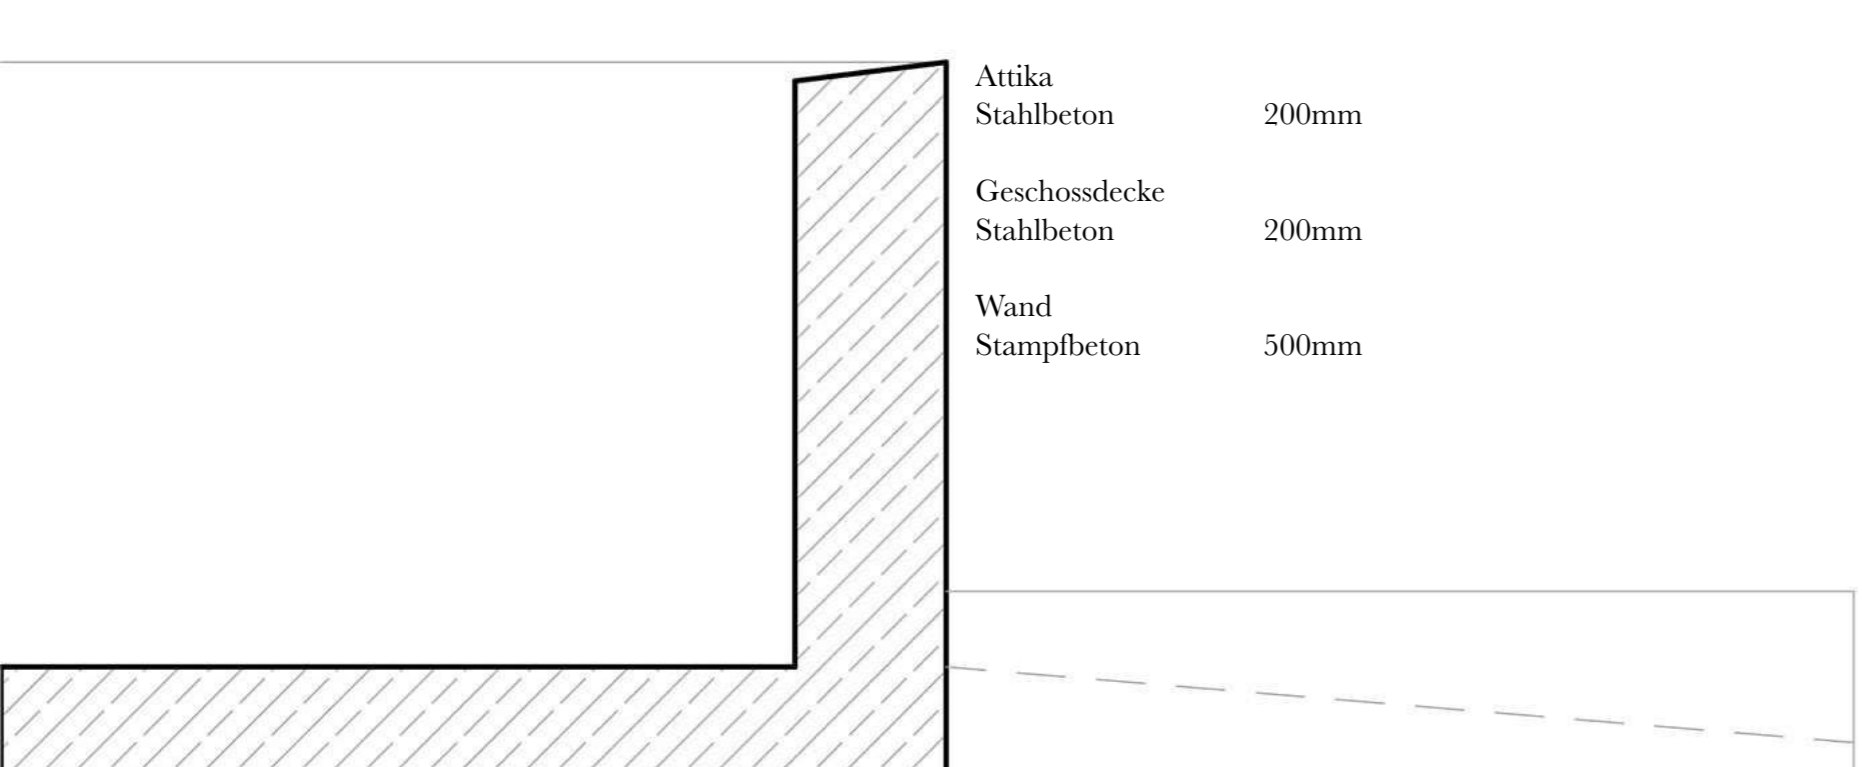 Attika
Stahlbeton 200mm
Geschossdecke
Stahlbeton 200mm
Wand
Stampfbeton 500mm